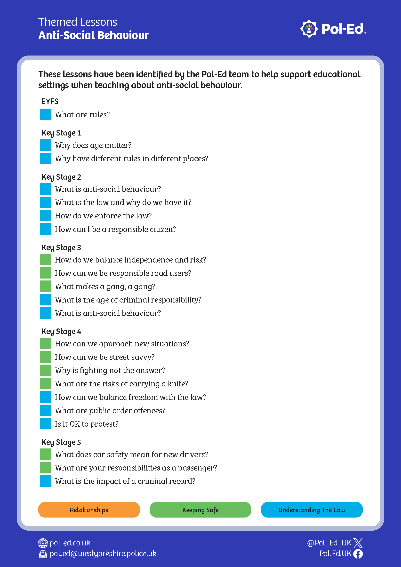 Themed Lessons
Anti-Social Behaviour
Pol-Ed.
These lessons have been identified by the Pol-Ed team to help support educational
settings when teaching about anti-social behaviour.
EYFS
What are rules?
Key Stage 1
Why does age matter?
Why have different rules in different places?
Key Stage 2
What is anti-social behaviour?
What is the law and why do we have it?
How do we enforce the law?
How can I be a responsible citizen?
Key Stage 3
How do we balance independence and risk?
How can we be responsible road users?
What makes a gang, a gang?
What is the age of criminal responsibility?
What is anti-social behaviour?
Key Stage 4
How can we approach new situations?
How can we be street savvy?
Why is fighting not the answer?
What are the risks of carrying a knife?
How can we balance freedom with the law?
What are public order offences?
Is it OK to protest?
Key Stage 5
What does car safety mean for new drivers?
What are your responsibilities as a passenger?
What is the impact of a criminal record?
Relationships
Keeping Safe
Understanding The Law
pol-ed.co.uk
@Pol_Ed_UK
pol.ed@westyorkshire.police.uk
Pol.Ed.UK